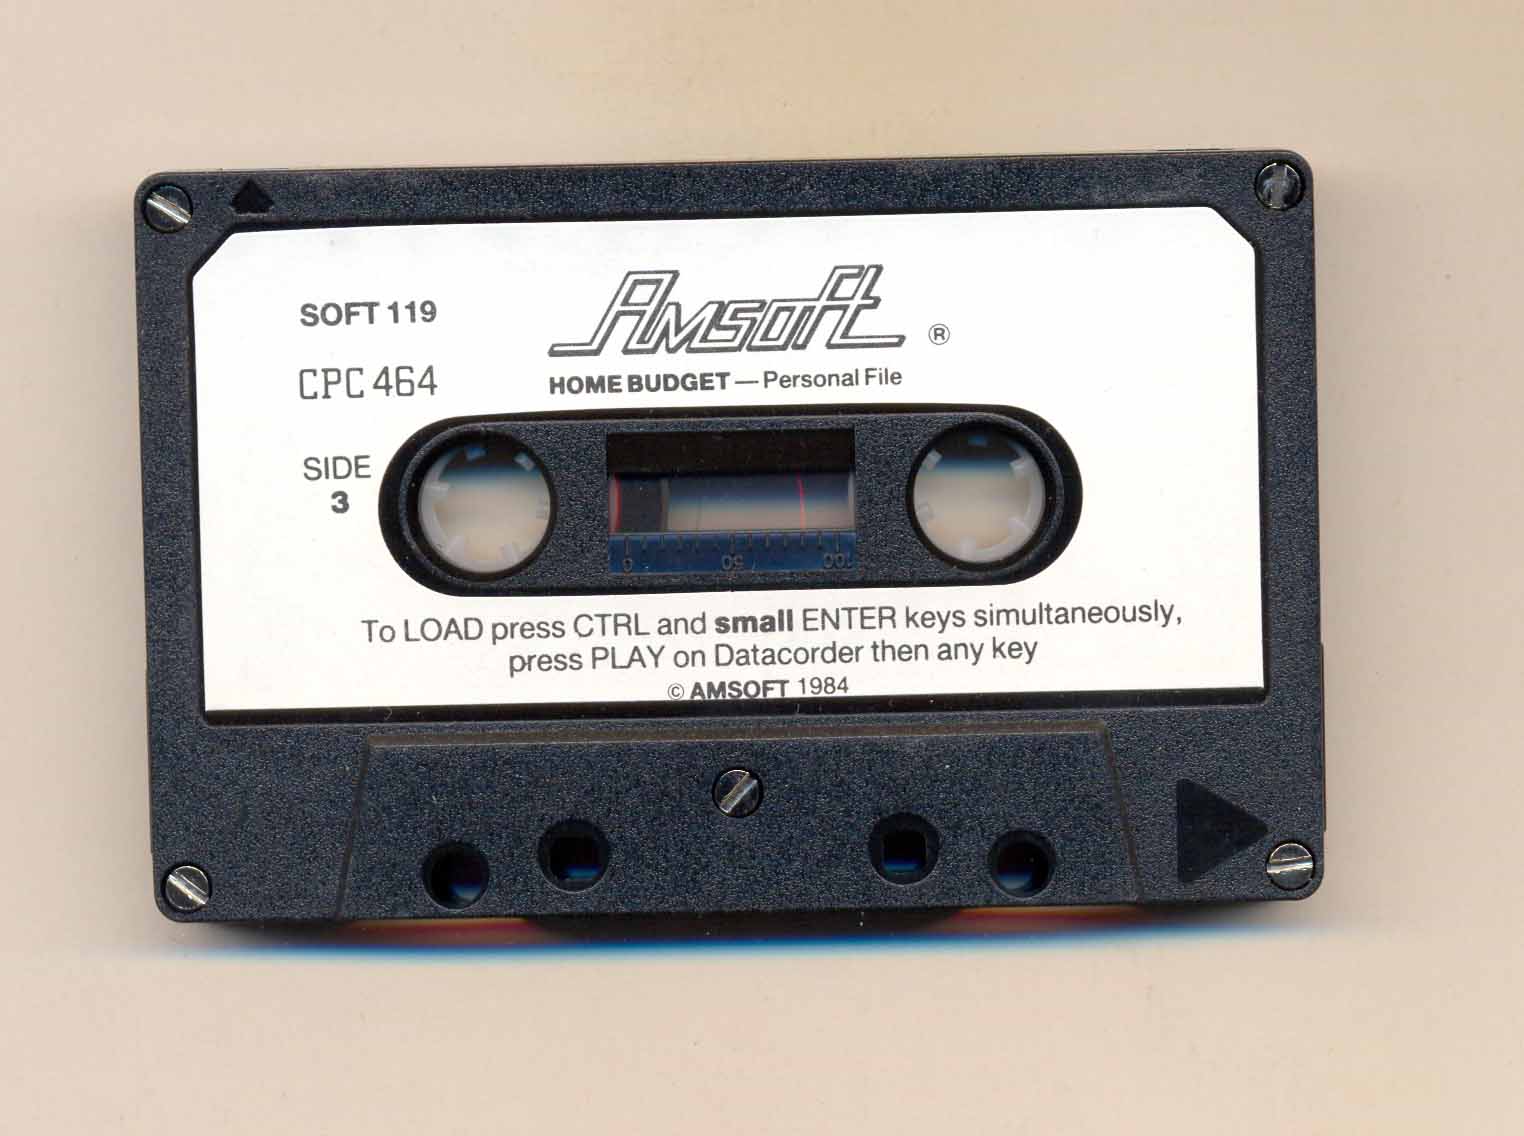 SOFT 119
Amsoft ®
CPC 464
HOME BUDGET — Personal File
SIDE
3
0 50 100
To LOAD press CTRL and small ENTER keys simultaneously,
press PLAY on Datacorder then any key
© AMSOFT 1984